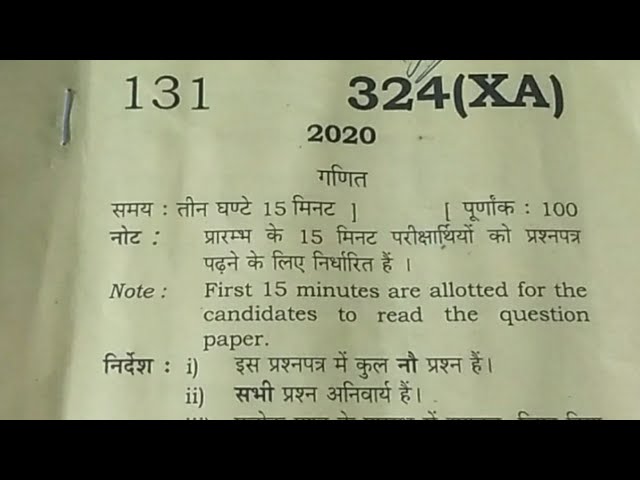 131 324(XA)
2020
गणित
समय : तीन घण्टे 15 मिनट ] [ पूर्णांक : 100
नोट : प्रारम्भ के 15 मिनट परीक्षार्थियों को प्रश्नपत्र
पढ़ने के लिए निर्धारित हैं ।
Note : First 15 minutes are allotted for the
candidates to read the question
paper.
निर्देश : i) इस प्रश्नपत्र में कुल नौ प्रश्न हैं।
ii) सभी प्रश्न अनिवार्य हैं।